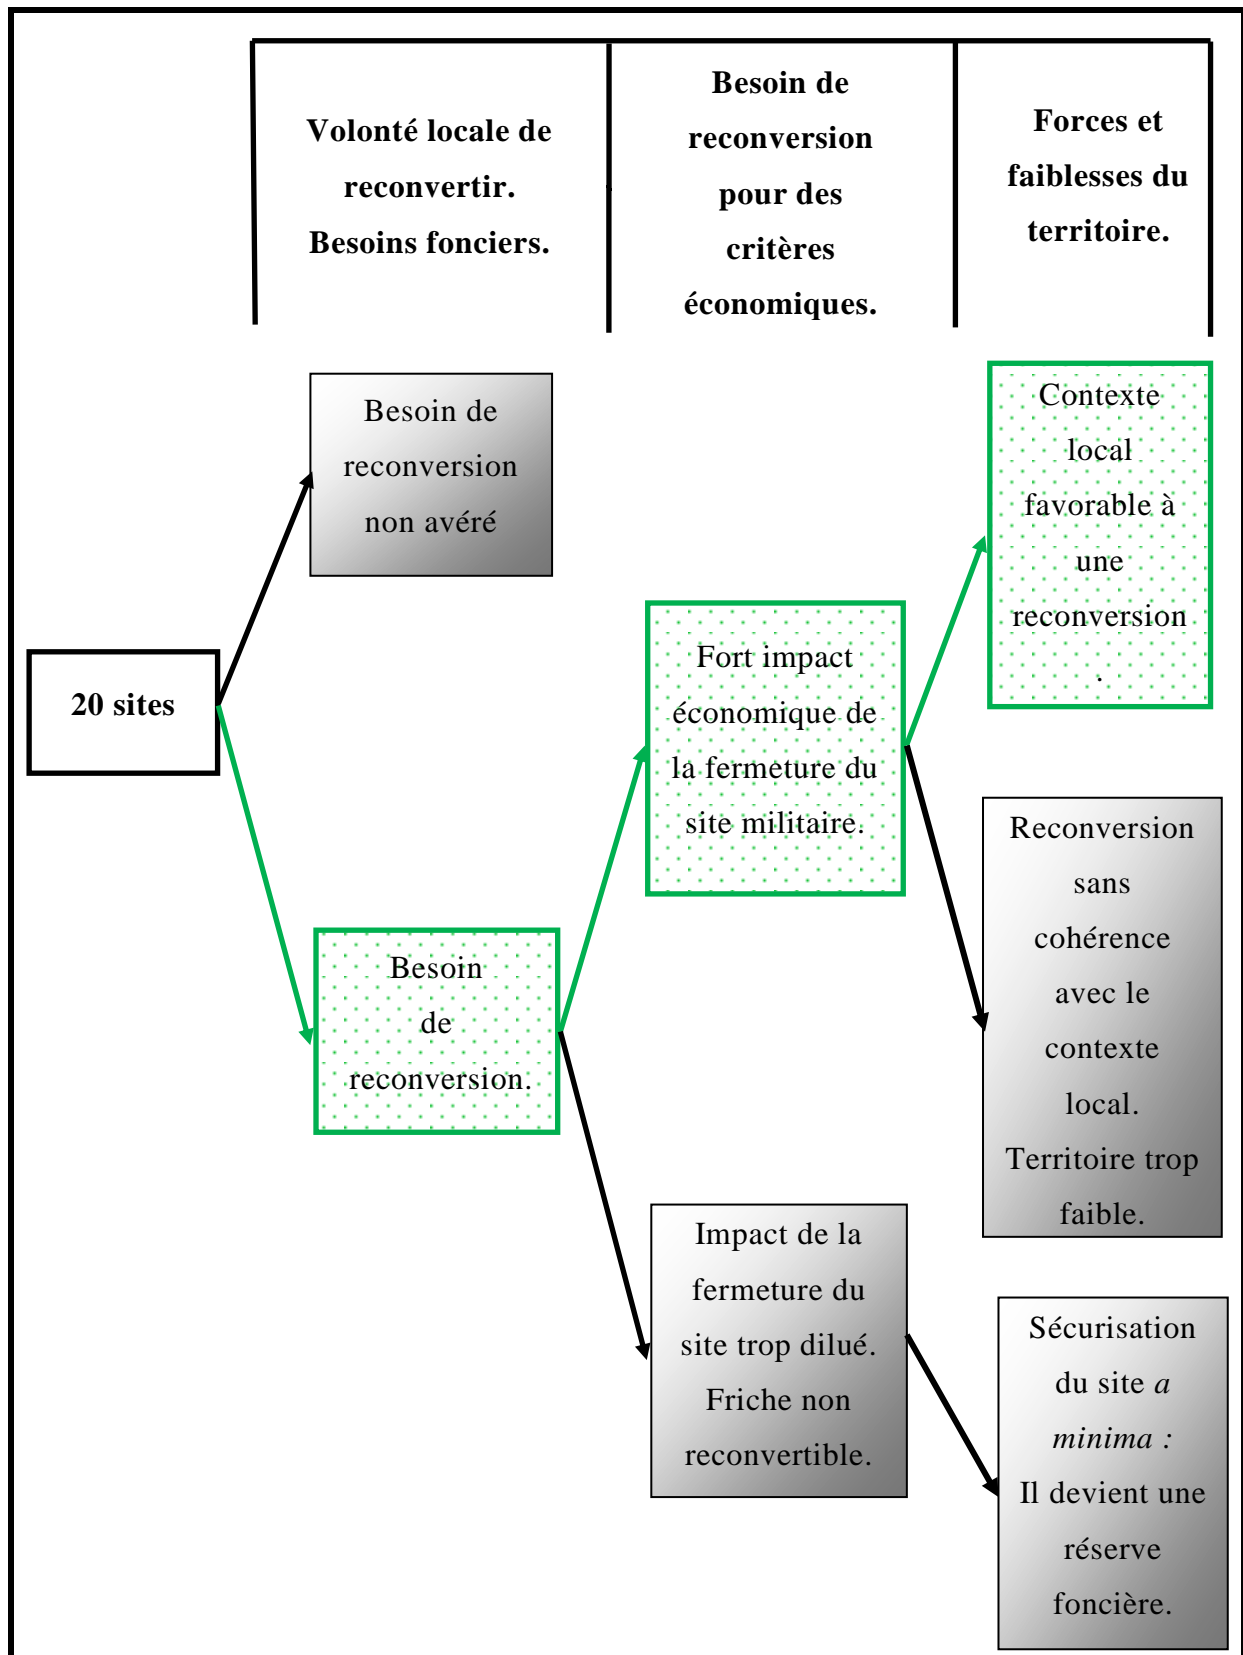 Volonté locale de
reconvertir.
Besoins fonciers.
Besoin de
reconversion
pour des
critères
économiques.
Forces et
faiblesses du
territoire.
Besoin de
reconversion
non avéré
Contexte
local
favorable à
une
reconversion
.
20 sites
Fort impact
économique de
la fermeture du
site militaire.
Besoin
de
reconversion.
Reconversion
sans
cohérence
avec le
contexte
local.
Territoire trop
faible.
Impact de la
fermeture du
site trop dilué.
Friche non
reconvertible.
Sécurisation
du site a
minima :
Il devient une
réserve
foncière.